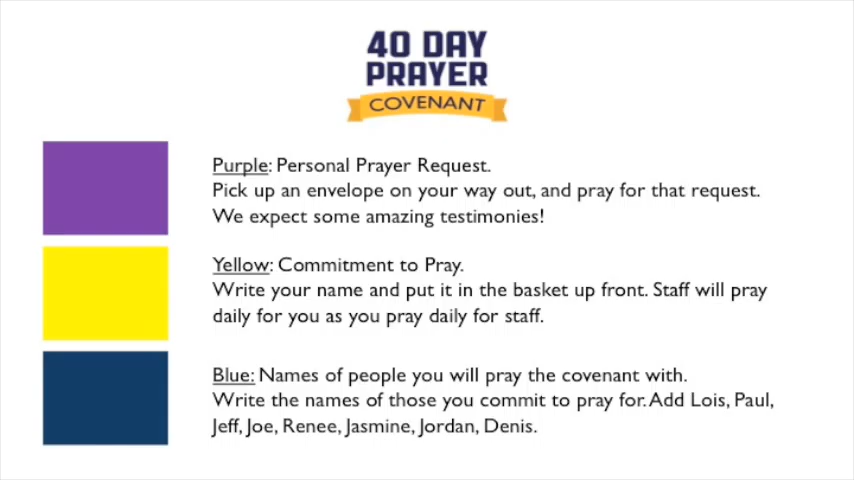 40 DAY
PRAYER
COVENANT
Purple: Personal Prayer Request.
Pick up an envelope on your way out, and pray for that request.
We expect some amazing testimonies!
Yellow: Commitment to Pray.
Write your name and put it in the basket up front. Staff will pray
daily for you as you pray daily for staff.
Blue: Names of people you will pray the covenant with.
Write the names of those you commit to pray for. Add Lois, Paul,
Jeff, Joe, Renee, Jasmine, Jordan, Denis.